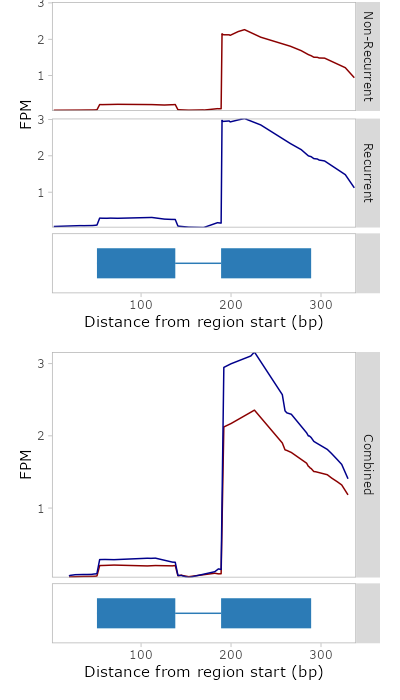 3
2
1
Non-Recurrent
FPM
3
2
1
Recurrent
100 200 300
Distance from region start (bp)
3
2
1
FPM
Combined
100 200 300
Distance from region start (bp)